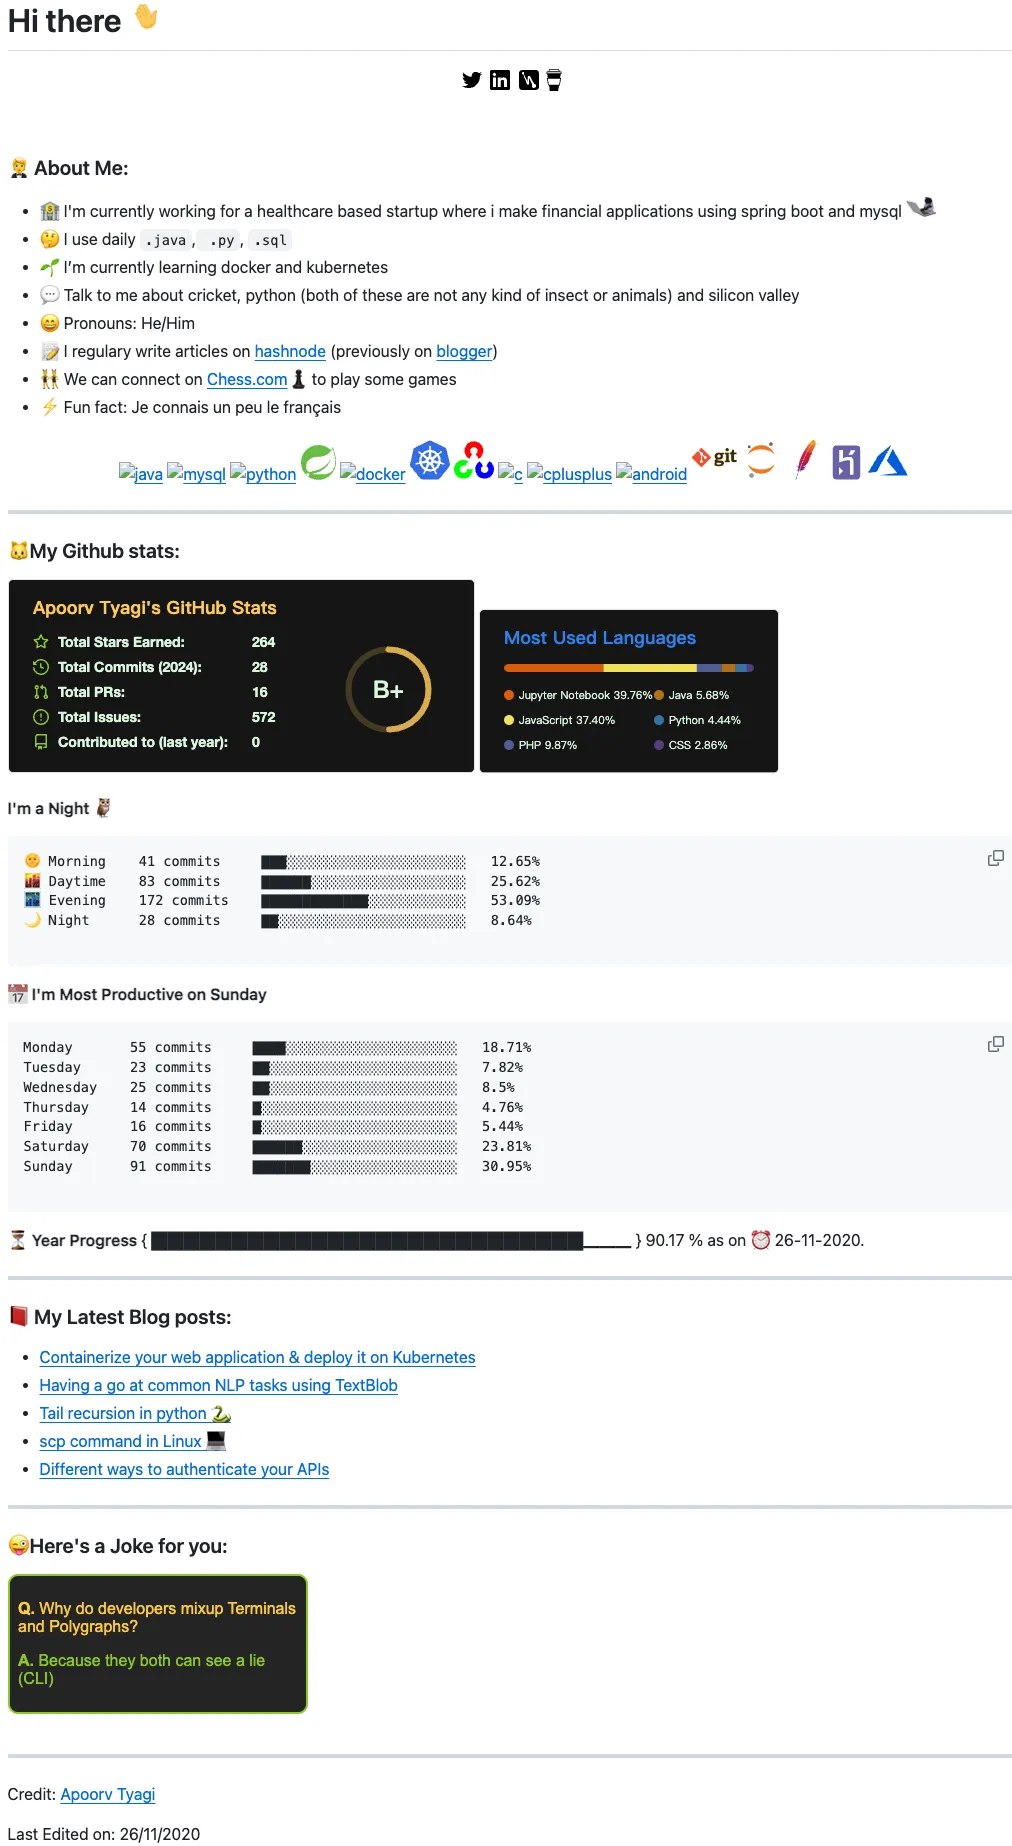 Hi there 👋
About Me:
I'm currently working for a healthcare based startup where i make financial applications using spring boot and mysql
I use daily .java, .py, .sql
I'm currently learning docker and kubernetes
Talk to me about cricket, python (both of these are not any kind of insect or animals) and silicon valley
Pronouns: He/Him
I regulary write articles on hashnode (previously on blogger)
We can connect on Chess.com to play some games
Fun fact: Je connais un peu le français
java mysql python docker c cplusplus android git
My Github stats:
Apoorv Tyagi's GitHub Stats
Total Stars Earned: 264
Total Commits (2024): 28
Total PRs: 16
Total Issues: 572
Contributed to (last year): 0
B+
Most Used Languages
Jupyter Notebook 39.76% Java 5.68%
JavaScript 37.40% Python 4.44%
PHP 9.87% CSS 2.86%
I'm a Night
Morning 41 commits 12.65%
Daytime 83 commits 25.62%
Evening 172 commits 53.09%
Night 28 commits 8.64%
I'm Most Productive on Sunday
Monday 55 commits 18.71%
Tuesday 23 commits 7.82%
Wednesday 25 commits 8.5%
Thursday 14 commits 4.76%
Friday 16 commits 5.44%
Saturday 70 commits 23.81%
Sunday 91 commits 30.95%
Year Progress { } 90.17 % as on 26-11-2020.
My Latest Blog posts:
Containerize your web application & deploy it on Kubernetes
Having a go at common NLP tasks using TextBlob
Tail recursion in python
scp command in Linux
Different ways to authenticate your APIs
Here's a Joke for you:
Q. Why do developers mixup Terminals
and Polygraphs?
A. Because they both can see a lie
(CLI)
Credit: Apoorv Tyagi
Last Edited on: 26/11/2020